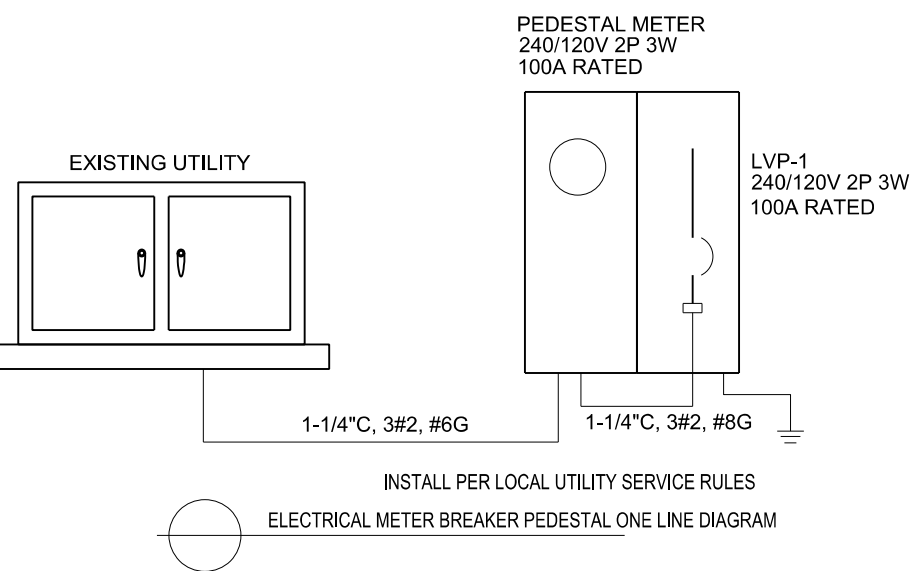 PEDESTAL METER
240/120V 2P 3W
100A RATED
EXISTING UTILITY
LVP-1
240/120V 2P 3W
100A RATED
1-1/4"C, 3#2, #6G
1-1/4"C, 3#2, #8G
INSTALL PER LOCAL UTILITY SERVICE RULES
ELECTRICAL METER BREAKER PEDESTAL ONE LINE DIAGRAM